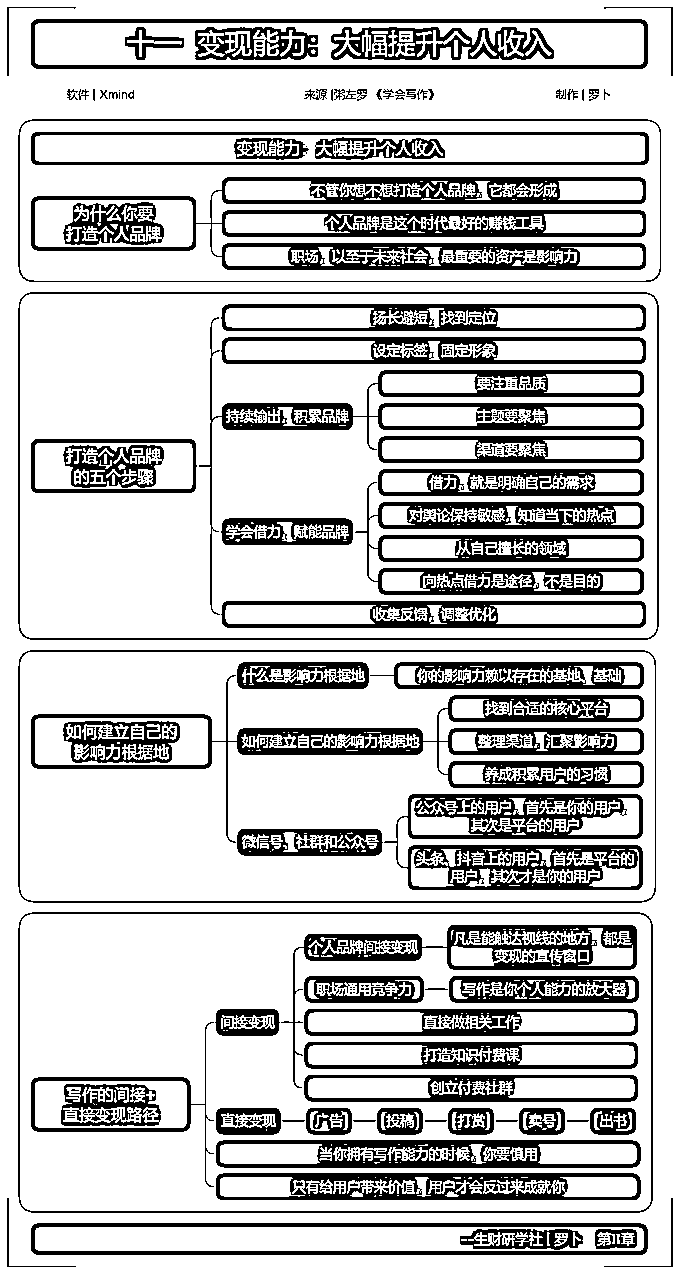 十一 变现能力：大幅提升个人收入
软件 | Xmind
来源 |粥左罗 《学会写作》
制作 | 罗卜
变现能力：大幅提升个人收入
为什么你要
打造个人品牌
不管你想不想打造个人品牌，它都会形成
个人品牌是这个时代最好的赚钱工具
职场，以至于未来社会，最重要的资产是影响力
打造个人品牌
的五个步骤
扬长避短，找到定位
设定标签，固定形象
持续输出，积累品牌
要注重品质
主题要聚焦
渠道要聚焦
学会借力，赋能品牌
借力，就是明确自己的需求
对舆论保持敏感，知道当下的热点
从自己擅长的领域
向热点借力是途径，不是目的
收集反馈，调整优化
如何建立自己的
影响力根据地
什么是影响力根据地
你的影响力赖以存在的基地、基础
如何建立自己的影响力根据地
找到合适的核心平台
整理渠道，汇聚影响力
养成积累用户的习惯
微信号、社群和公众号
公众号上的用户，首先是你的用户，
其次是平台的用户
头条、抖音上的用户，首先是平台的
用户，其次才是你的用户
写作的间接+
直接变现路径
间接变现
个人品牌间接变现
凡是能触达视线的地方，都是
变现的宣传窗口
职场通用竞争力
写作是你个人能力的放大器
直接做相关工作
打造知识付费课
创立付费社群
直接变现
[广告]
[投稿]
[打赏]
[卖号]
[出书]
当你拥有写作能力的时候，你要慎用
只有给用户带来价值，用户才会反过来成就你
—生财研学社 | 罗卜 第11章